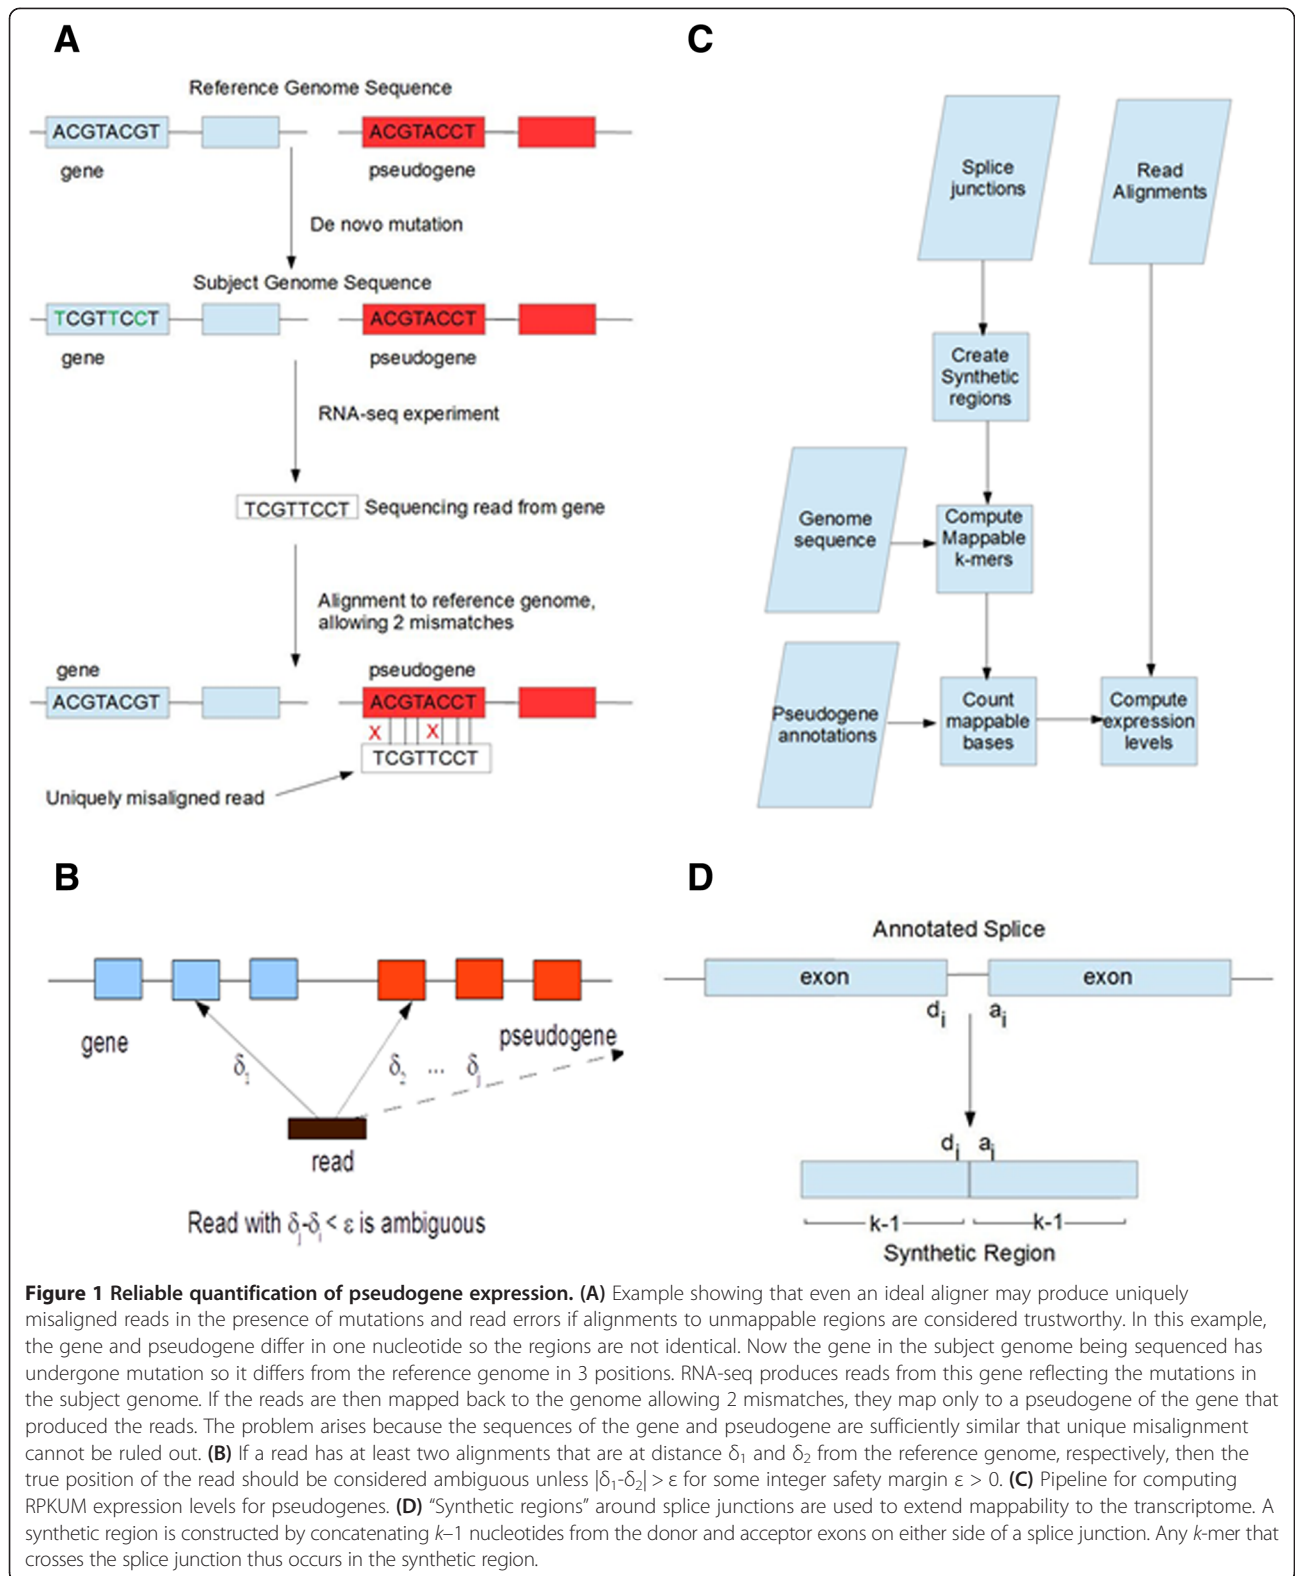 A
Reference Genome Sequence
ACGTACGT
ACGTACCT
gene
pseudogene
De novo mutation
Subject Genome Sequence
TCGTTCCT
ACGTACCT
gene
pseudogene
RNA-seq experiment
TCGTTCCT
Sequencing read from gene
Alignment to reference genome,
allowing 2 mismatches
gene
pseudogene
ACGTACGT
ACGTACCT
X X
TCGTTCCT
Uniquely misaligned read
B
gene
pseudogene
δ1
δ2 ... δj
read
Read with δj-δi < ε is ambiguous
C
Splice
junctions
Read
Alignments
Create
Synthetic
regions
Genome
sequence
Compute
Mappable
k-mers
Pseudogene
annotations
Count
mappable
bases
Compute
expression
levels
D
Annotated Splice
exon
exon
di
ai
di
ai
k-1
k-1
Synthetic Region
Figure 1 Reliable quantification of pseudogene expression. (A) Example showing that even an ideal aligner may produce uniquely
misaligned reads in the presence of mutations and read errors if alignments to unmappable regions are considered trustworthy. In this example,
the gene and pseudogene differ in one nucleotide so the regions are not identical. Now the gene in the subject genome being sequenced has
undergone mutation so it differs from the reference genome in 3 positions. RNA-seq produces reads from this gene reflecting the mutations in
the subject genome. If the reads are then mapped back to the genome allowing 2 mismatches, they map only to a pseudogene of the gene that
produced the reads. The problem arises because the sequences of the gene and pseudogene are sufficiently similar that unique misalignment
cannot be ruled out. (B) If a read has at least two alignments that are at distance δ1 and δ2 from the reference genome, respectively, then the
true position of the read should be considered ambiguous unless |δ1-δ2| > ε for some integer safety margin ε > 0. (C) Pipeline for computing
RPKUM expression levels for pseudogenes. (D) “Synthetic regions” around splice junctions are used to extend mappability to the transcriptome. A
synthetic region is constructed by concatenating k–1 nucleotides from the donor and acceptor exons on either side of a splice junction. Any k-mer that
crosses the splice junction thus occurs in the synthetic region.